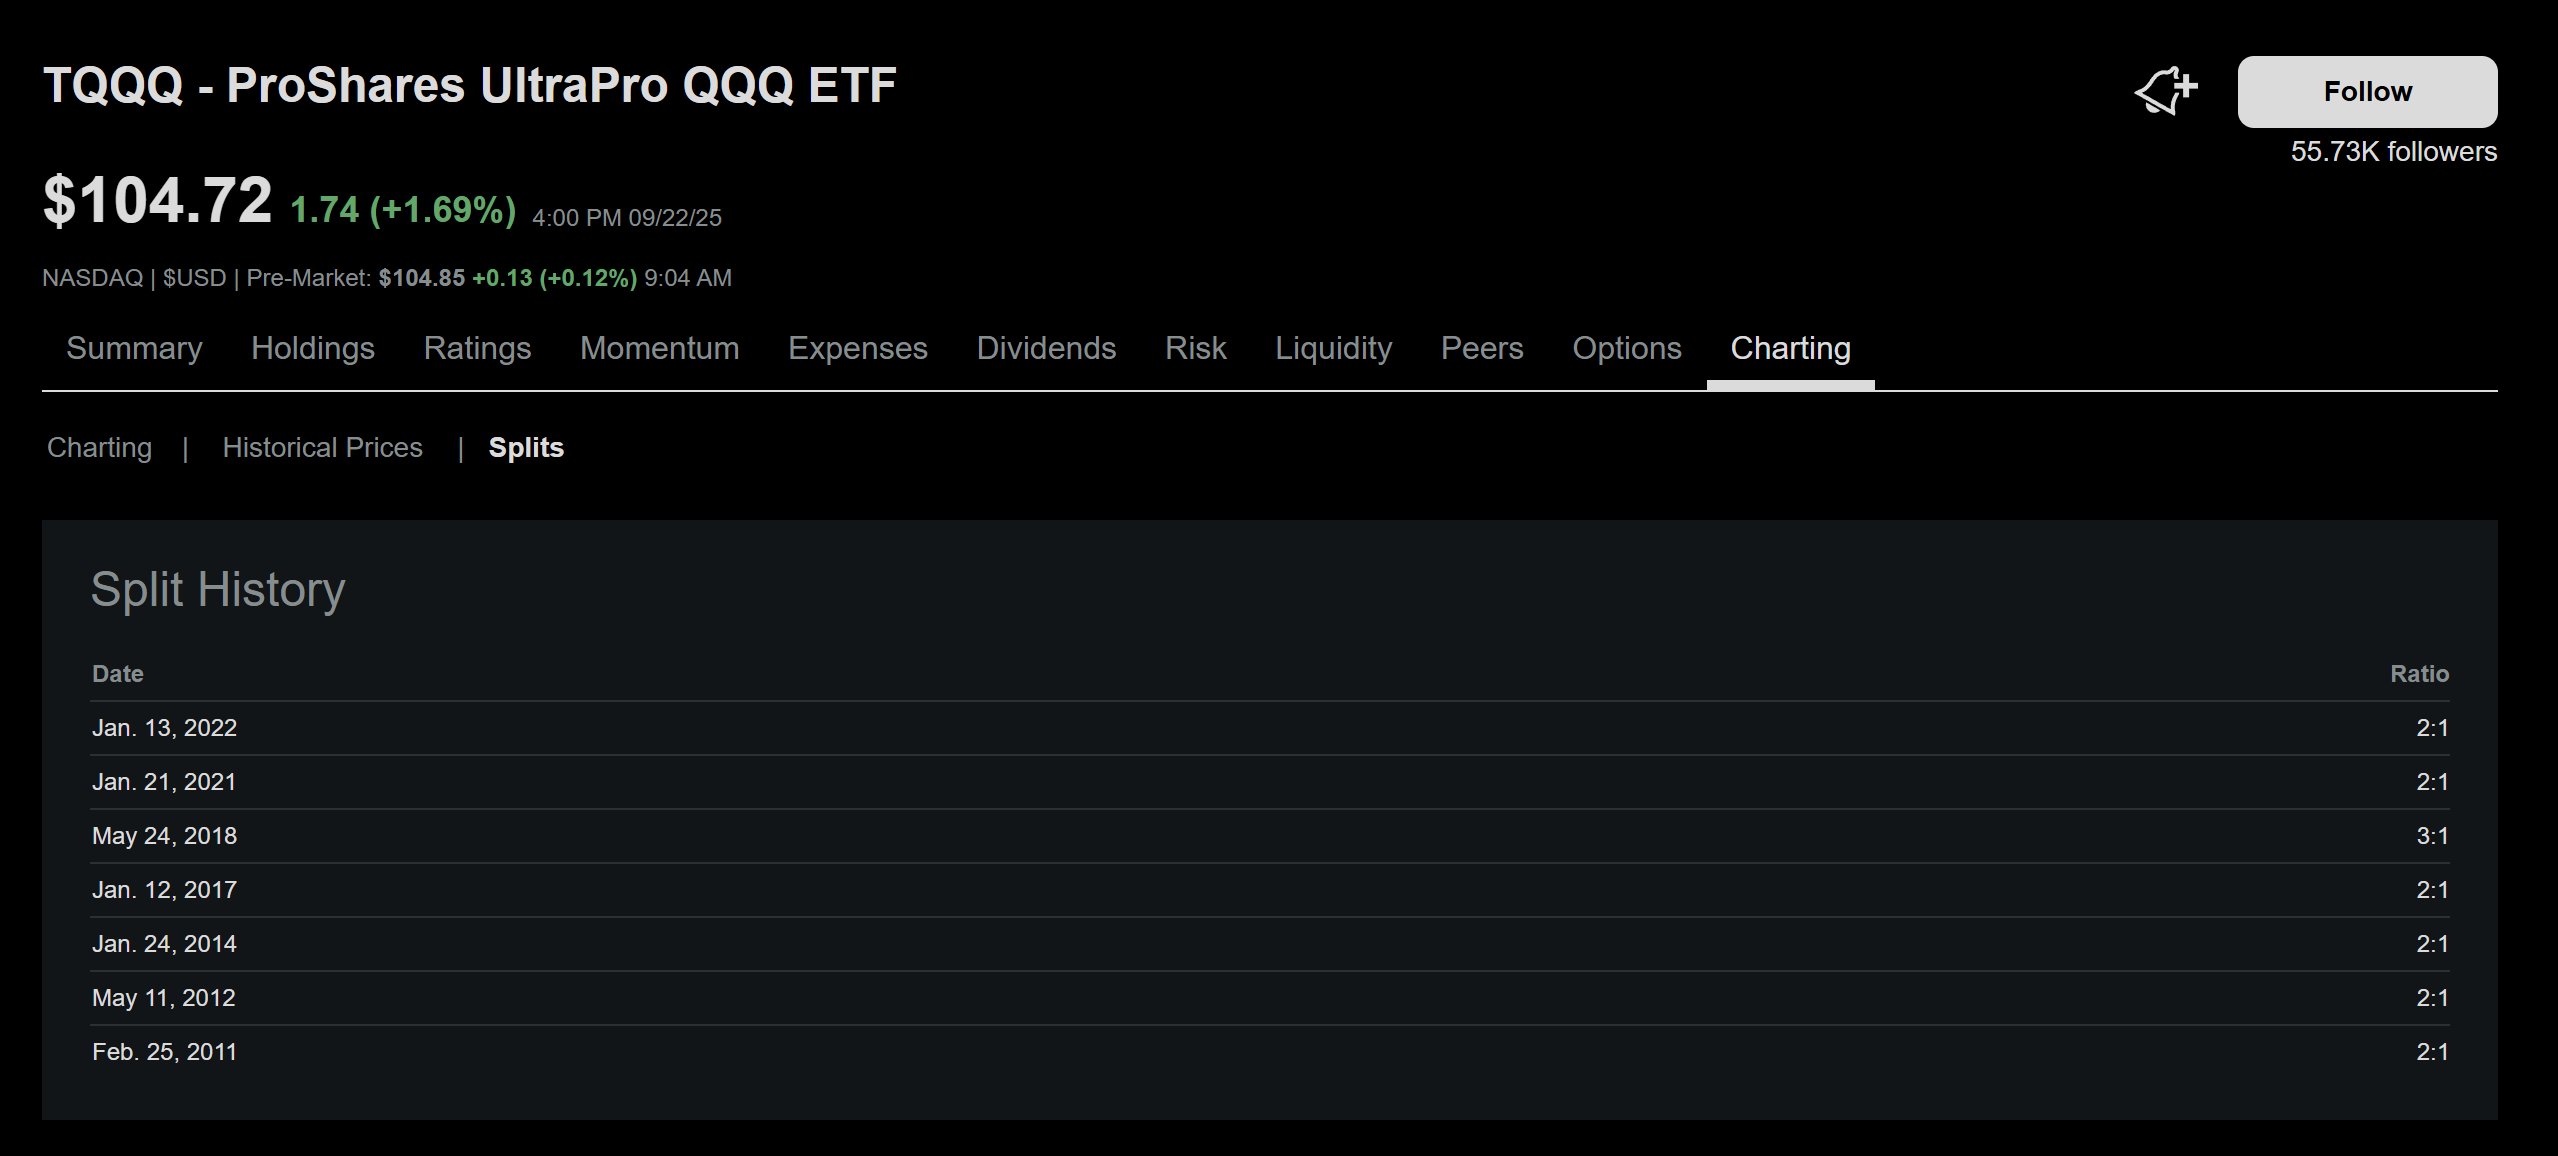 TQQQ - ProShares UltraPro QQQ ETF
Follow
55.73K followers
$104.72 1.74 (+1.69%) 4:00 PM 09/22/25
NASDAQ | $USD | Pre-Market: $104.85 +0.13 (+0.12%) 9:04 AM
Summary Holdings Ratings Momentum Expenses Dividends Risk Liquidity Peers Options Charting
Charting | Historical Prices | Splits
Split History
Date Ratio
Jan. 13, 2022 2:1
Jan. 21, 2021 2:1
May 24, 2018 3:1
Jan. 12, 2017 2:1
Jan. 24, 2014 2:1
May 11, 2012 2:1
Feb. 25, 2011 2:1